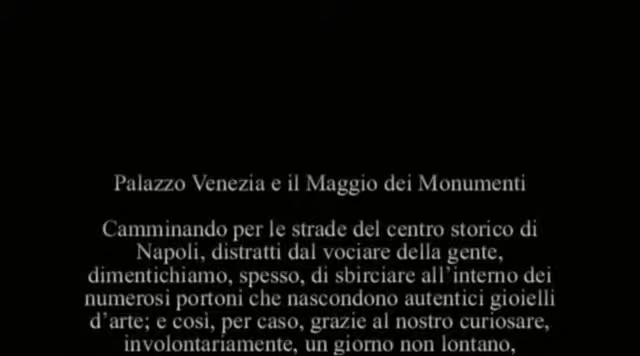 Palazzo Venezia e il Maggio dei Monumenti
Camminando per le strade del centro storico di
Napoli, distratti dal vociare della gente,
dimentichiamo, spesso, di sbirciare all'interno dei
numerosi portoni che nascondono autentici gioielli
d'arte; e così, per caso, grazie al nostro curiosare,
involontariamente, un giorno non lontano,